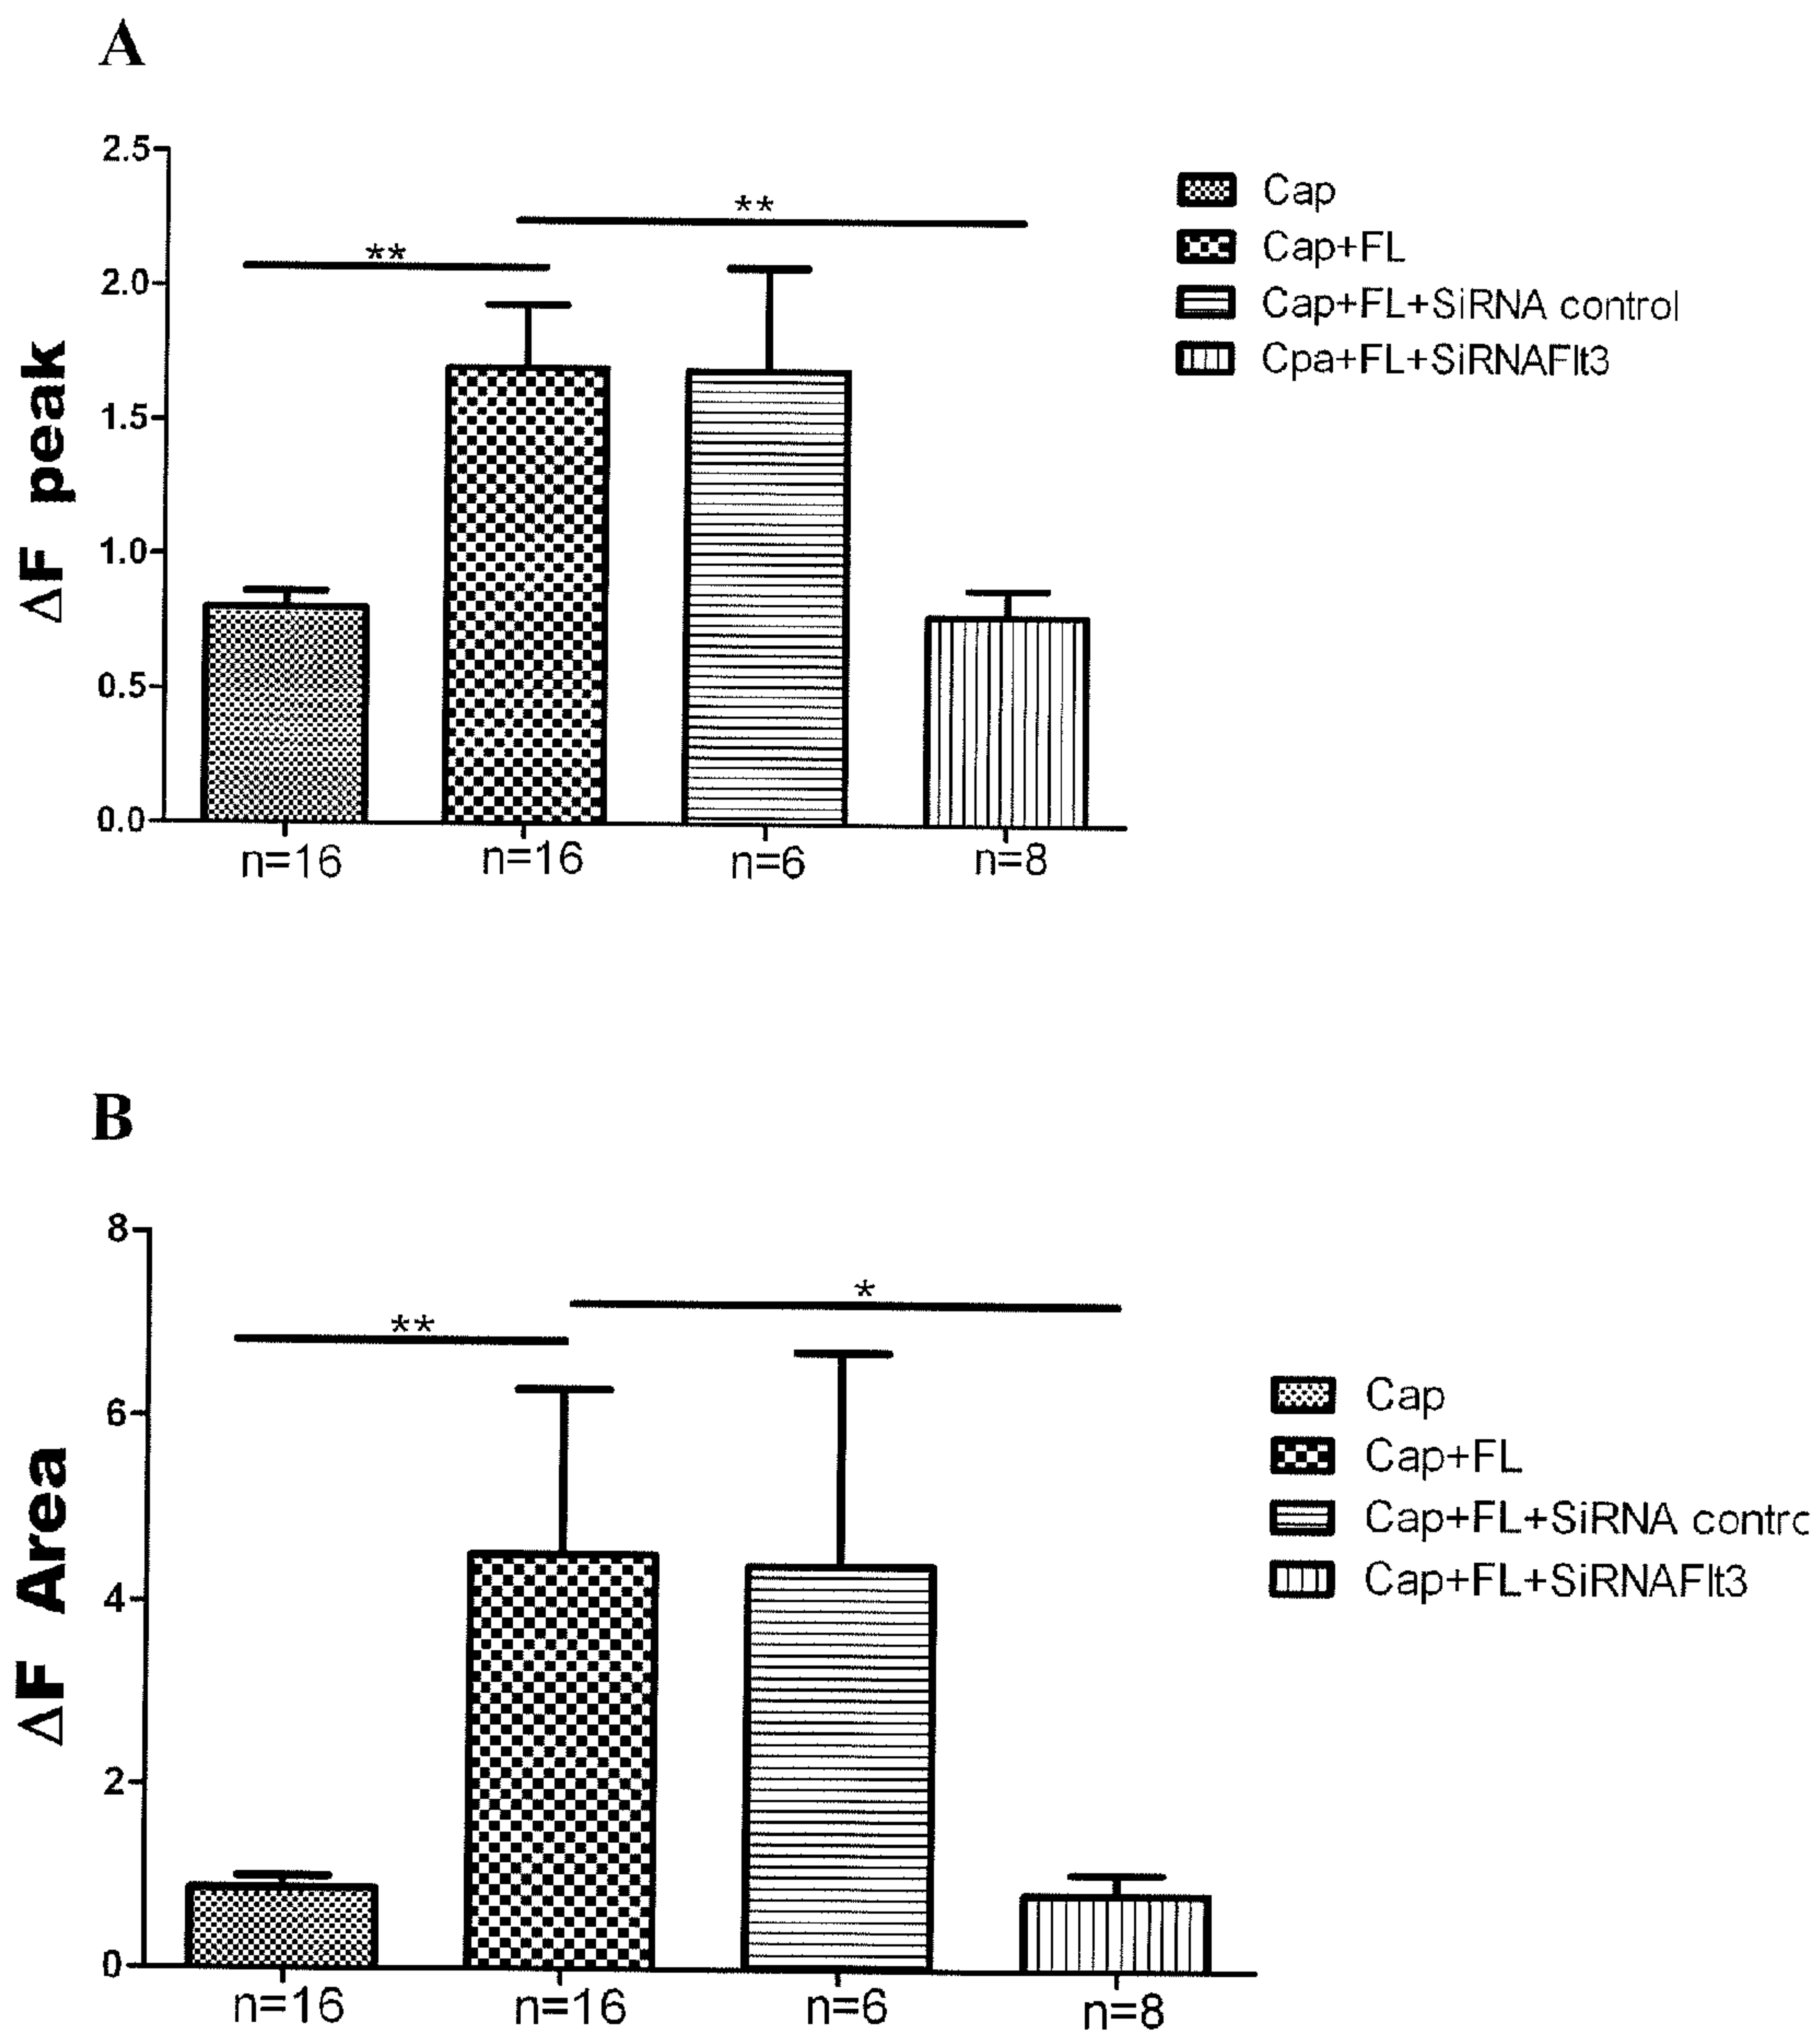 A
2.5
2.0
1.5
1.0
0.5
0.0
ΔF peak
**
**
Cap
Cap+FL
Cap+FL+SiRNA control
Cpa+FL+SiRNAFlt3
n=16
n=16
n=6
n=8
B
8
6
4
2
0
ΔF Area
**
*
Cap
Cap+FL
Cap+FL+SiRNA contrc
Cap+FL+SiRNAFlt3
n=16
n=16
n=6
n=8